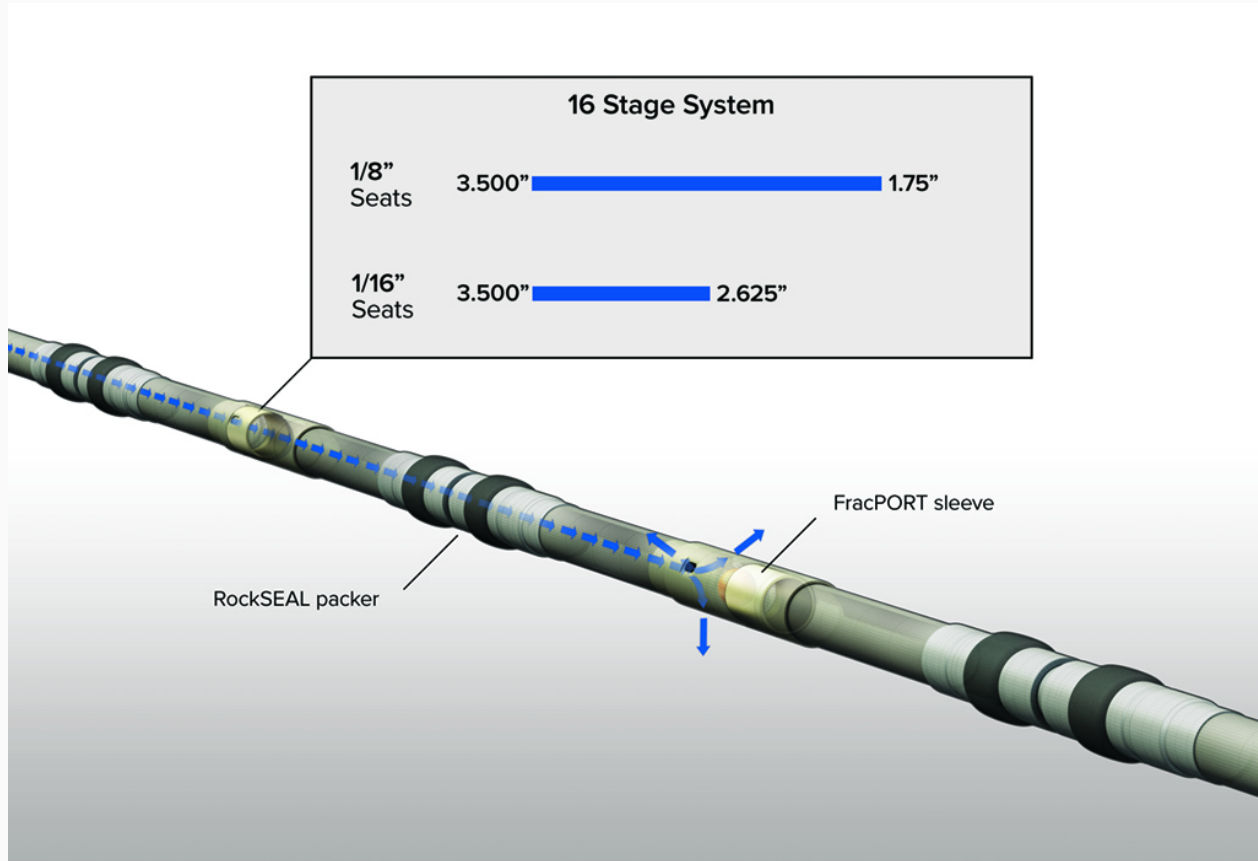 16 Stage System
1/8”
Seats
3.500”
1.75”
1/16”
Seats
3.500”
2.625”
FracPORT sleeve
RockSEAL packer